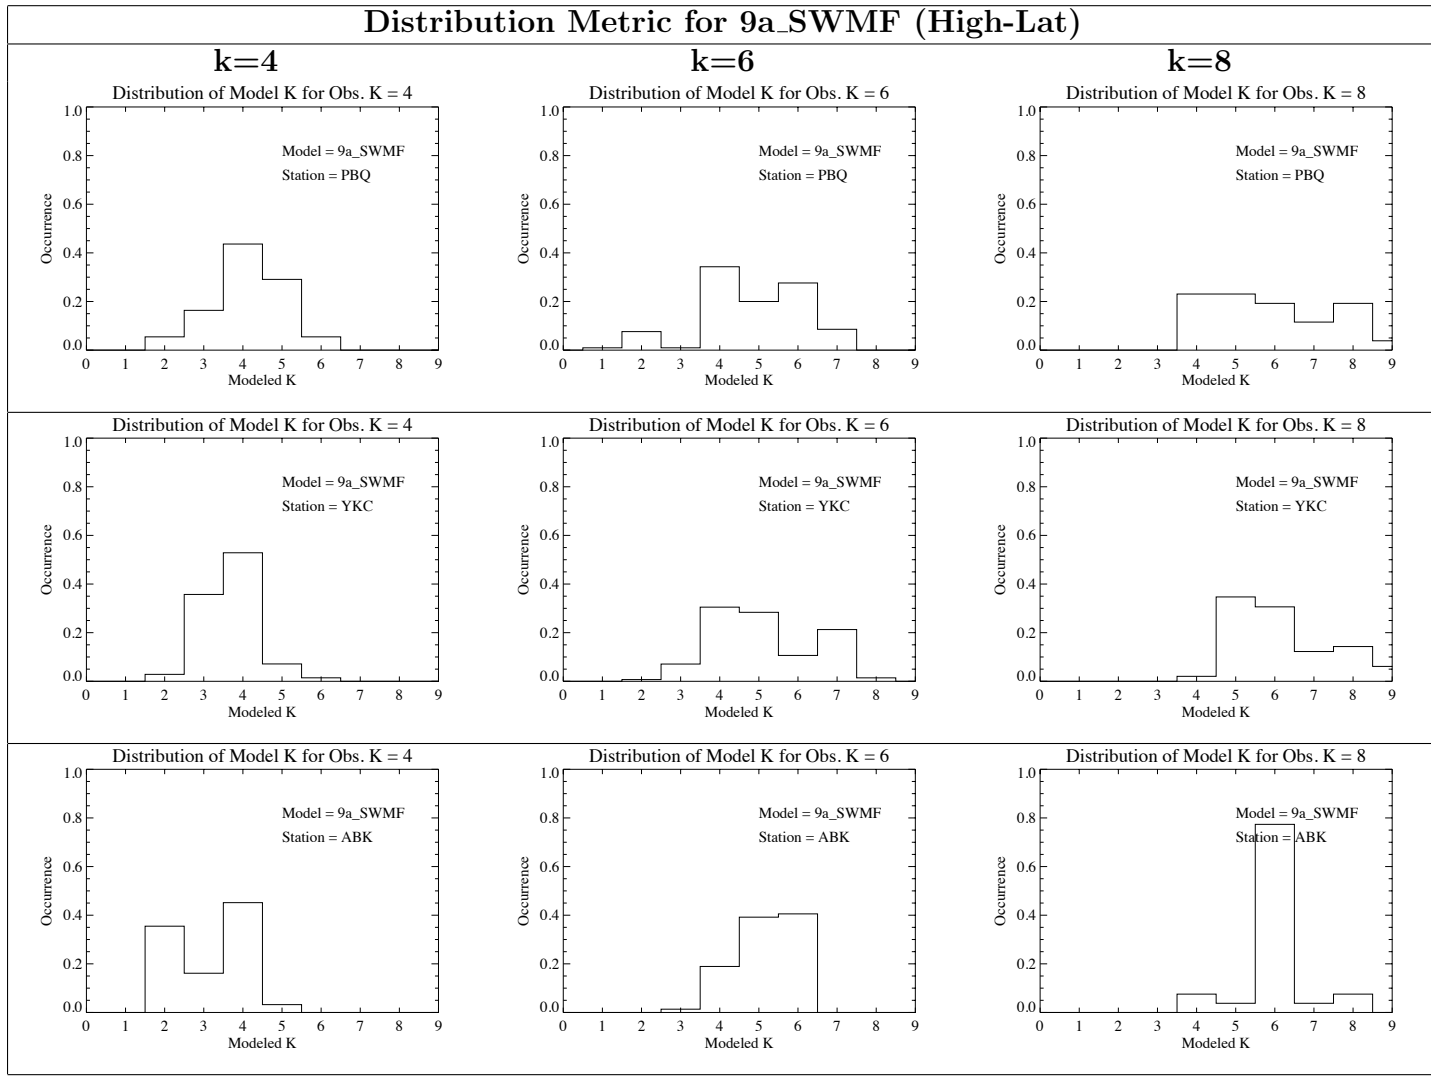 Distribution Metric for 9a_SWMF (High-Lat)
k=4 k=6 k=8
Distribution of Model K for Obs. K = 4
1.0
0.8
0.6
0.4
0.2
0.0
Occurrence
Model = 9a_SWMF
Station = PBQ
0 1 2 3 4 5 6 7 8 9
Modeled K
Distribution of Model K for Obs. K = 6
1.0
0.8
0.6
0.4
0.2
0.0
Occurrence
Model = 9a_SWMF
Station = PBQ
0 1 2 3 4 5 6 7 8 9
Modeled K
Distribution of Model K for Obs. K = 8
1.0
0.8
0.6
0.4
0.2
0.0
Occurrence
Model = 9a_SWMF
Station = PBQ
0 1 2 3 4 5 6 7 8 9
Modeled K
Distribution of Model K for Obs. K = 4
1.0
0.8
0.6
0.4
0.2
0.0
Occurrence
Model = 9a_SWMF
Station = YKC
0 1 2 3 4 5 6 7 8 9
Modeled K
Distribution of Model K for Obs. K = 6
1.0
0.8
0.6
0.4
0.2
0.0
Occurrence
Model = 9a_SWMF
Station = YKC
0 1 2 3 4 5 6 7 8 9
Modeled K
Distribution of Model K for Obs. K = 8
1.0
0.8
0.6
0.4
0.2
0.0
Occurrence
Model = 9a_SWMF
Station = YKC
0 1 2 3 4 5 6 7 8 9
Modeled K
Distribution of Model K for Obs. K = 4
1.0
0.8
0.6
0.4
0.2
0.0
Occurrence
Model = 9a_SWMF
Station = ABK
0 1 2 3 4 5 6 7 8 9
Modeled K
Distribution of Model K for Obs. K = 6
1.0
0.8
0.6
0.4
0.2
0.0
Occurrence
Model = 9a_SWMF
Station = ABK
0 1 2 3 4 5 6 7 8 9
Modeled K
Distribution of Model K for Obs. K = 8
1.0
0.8
0.6
0.4
0.2
0.0
Occurrence
Model = 9a_SWMF
Station = ABK
0 1 2 3 4 5 6 7 8 9
Modeled K